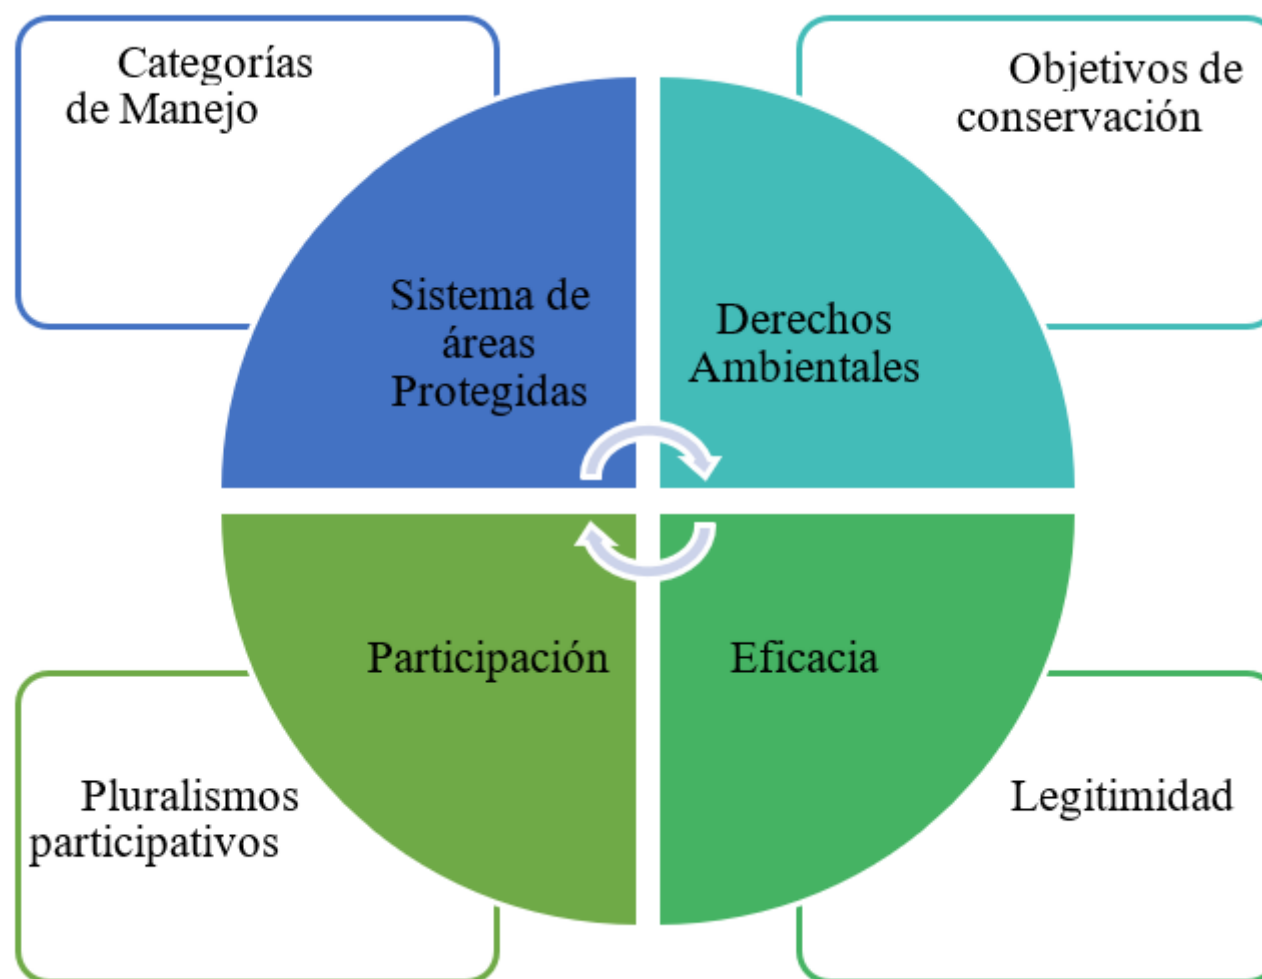 Categorías
de Manejo
Objetivos de
conservación
Sistema de
áreas
Protegidas
Derechos
Ambientales
Participación
Eficacia
Pluralismos
participativos
Legitimidad